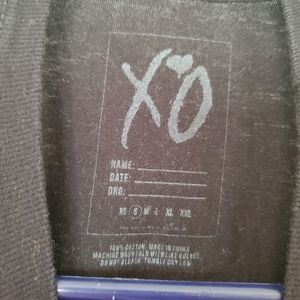 XO
NAME:
DATE:
ORG:
XS S M L XL XXL
100% COTTON. MADE IN CHINA
MACHINE WASH COLD WITH LIKE COLORS.
DO NOT BLEACH. TUMBLE DRY LOW.